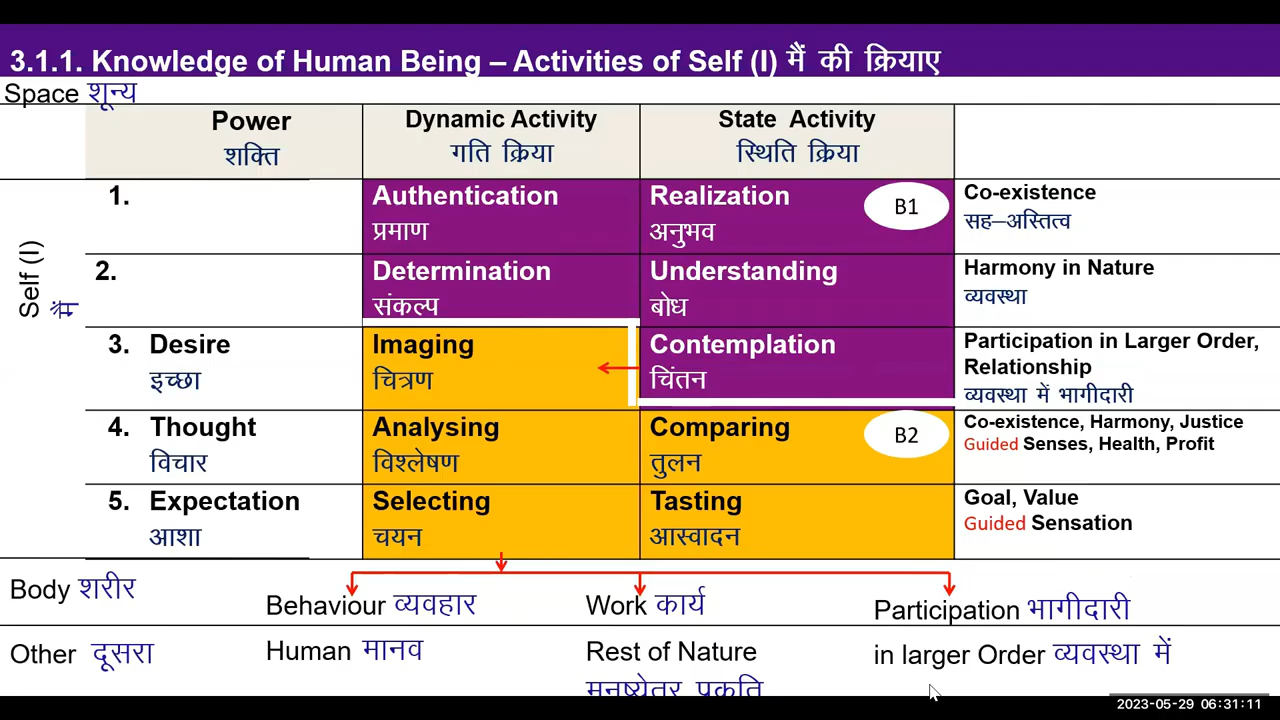 3.1.1. Knowledge of Human Being – Activities of Self (I) मैं की क्रियाए
Space शून्य
Power
शक्ति
Dynamic Activity
गति क्रिया
State Activity
स्थिति क्रिया
Self (I)
मैं
1.
Authentication
प्रमाण
Realization
अनुभव
B1
Co-existence
सह–अस्तित्व
2.
Determination
संकल्प
Understanding
बोध
Harmony in Nature
व्यवस्था
3. Desire
इच्छा
Imaging
चित्रण
Contemplation
चिंतन
Participation in Larger Order,
Relationship
व्यवस्था में भागीदारी
4. Thought
विचार
Analysing
विश्लेषण
Comparing
तुलन
B2
Co-existence, Harmony, Justice
Guided Senses, Health, Profit
5. Expectation
आशा
Selecting
चयन
Tasting
आस्वादन
Goal, Value
Guided Sensation
Body शरीर
Behaviour व्यवहार
Work कार्य
Participation भागीदारी
Other दूसरा
Human मानव
Rest of Nature
मनुष्येतर प्रकृति
in larger Order व्यवस्था में
2023-05-29 06:31:11